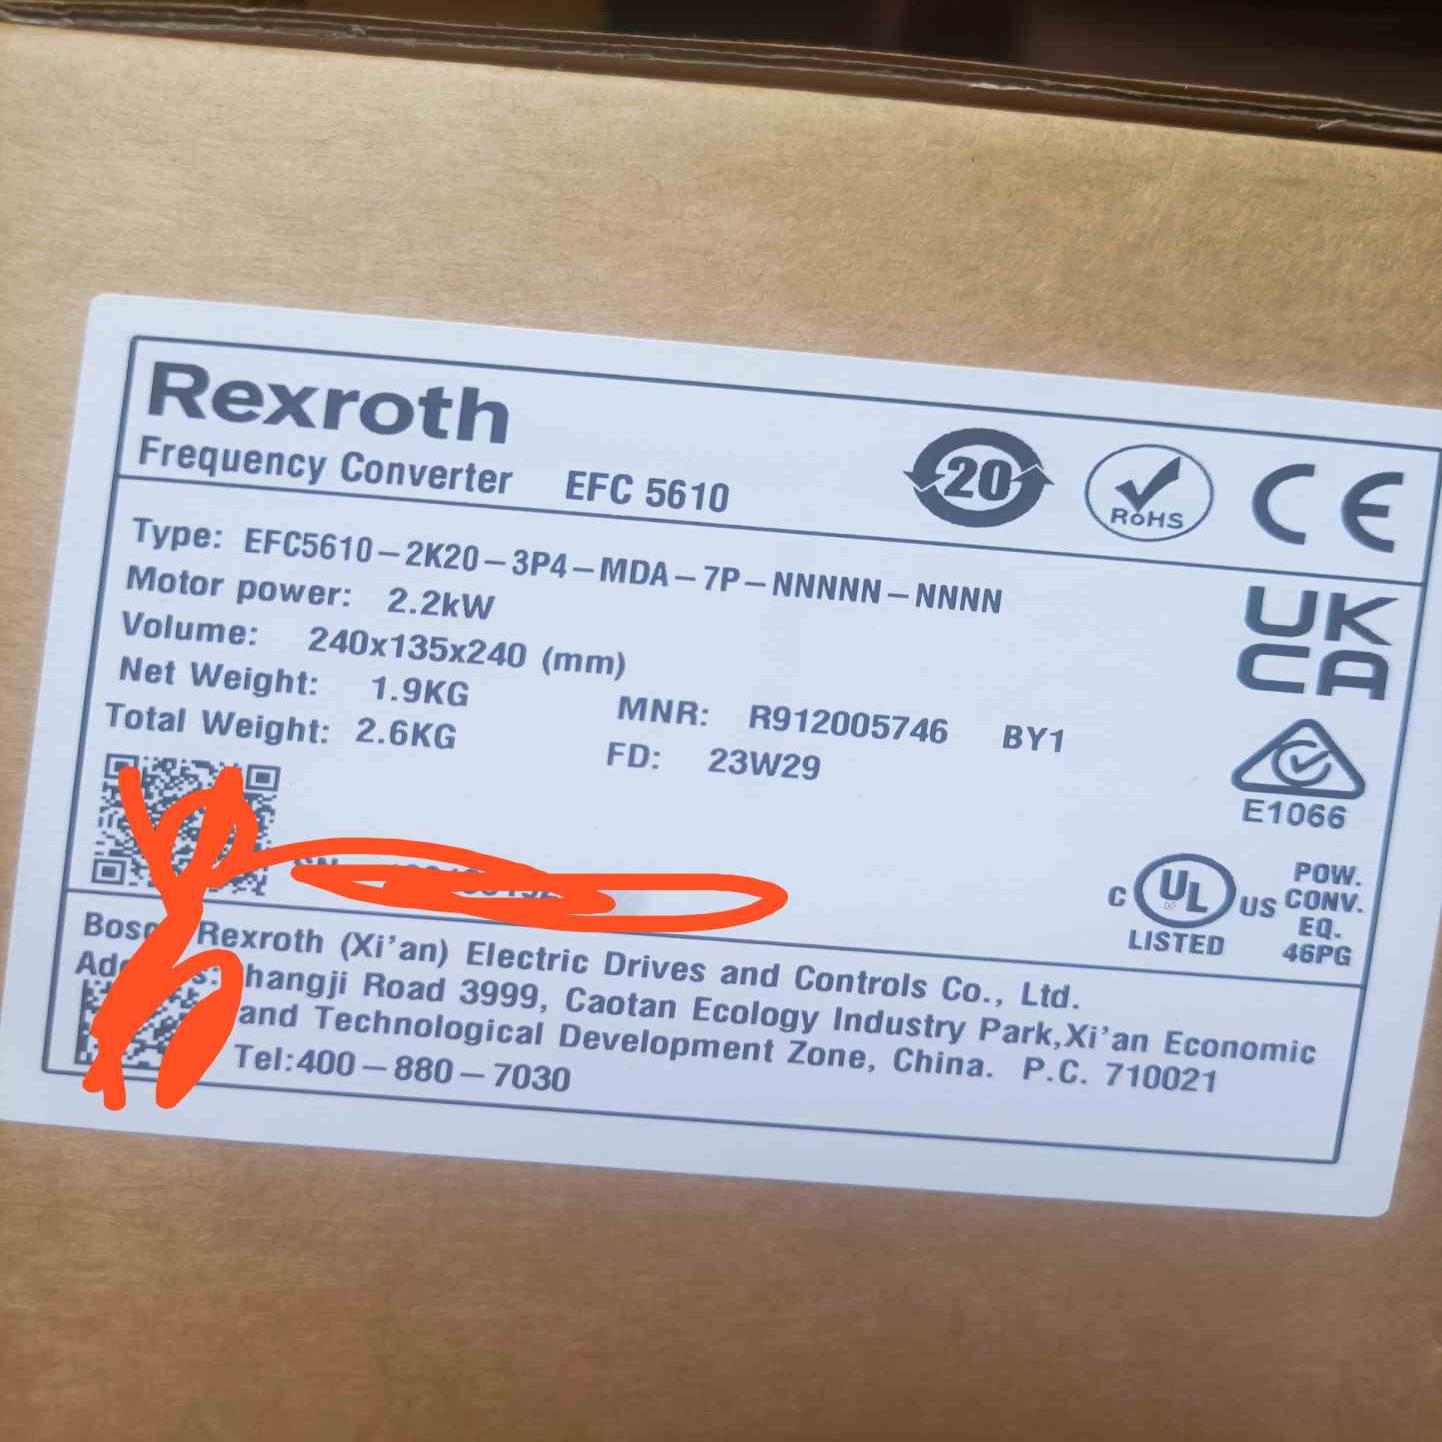 Rexroth
Frequency Converter EFC 5610
20
RoHS
CE
Type: EFC5610-2K20-3P4-MDA-7P-NNNNN-NNNN
Motor power: 2.2kW
Volume: 240x135x240 (mm)
Net Weight: 1.9KG
Total Weight: 2.6KG
MNR: R912005746 BY1
FD: 23W29
UK
CA
E1066
C UL US
LISTED
POW.
CONV.
EQ.
46PG
Rexroth (Xi'an) Electric Drives and Controls Co., Ltd.
Road 3999, Caotan Ecology Industry Park,Xi'an Economic
and Technological Development Zone, China. P.C. 710021
Tel:400-880-7030